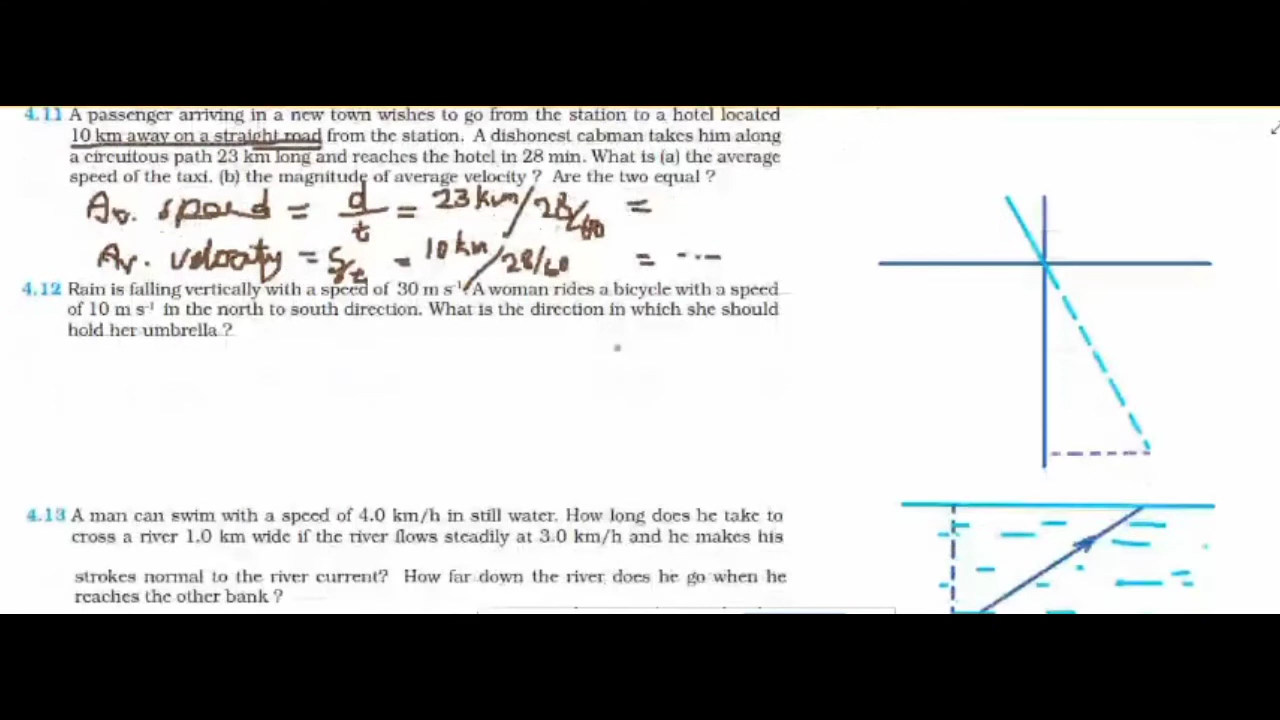 4.11 A passenger arriving in a new town wishes to go from the station to a hotel located
10 km away on a straight road from the station. A dishonest cabman takes him along
a circuitous path 23 km long and reaches the hotel in 28 min. What is (a) the average
speed of the taxi. (b) the magnitude of average velocity ? Are the two equal ?
Av. speed = d/t = 23 km/28/60 =
Av. velocity = S/t = 10 km/28/60 = ---
4.12 Rain is falling vertically with a speed of 30 m s⁻¹. A woman rides a bicycle with a speed
of 10 m s⁻¹ in the north to south direction. What is the direction in which she should
hold her umbrella ?
4.13 A man can swim with a speed of 4.0 km/h in still water. How long does he take to
cross a river 1.0 km wide if the river flows steadily at 3.0 km/h and he makes his
strokes normal to the river current? How far down the river does he go when he
reaches the other bank ?